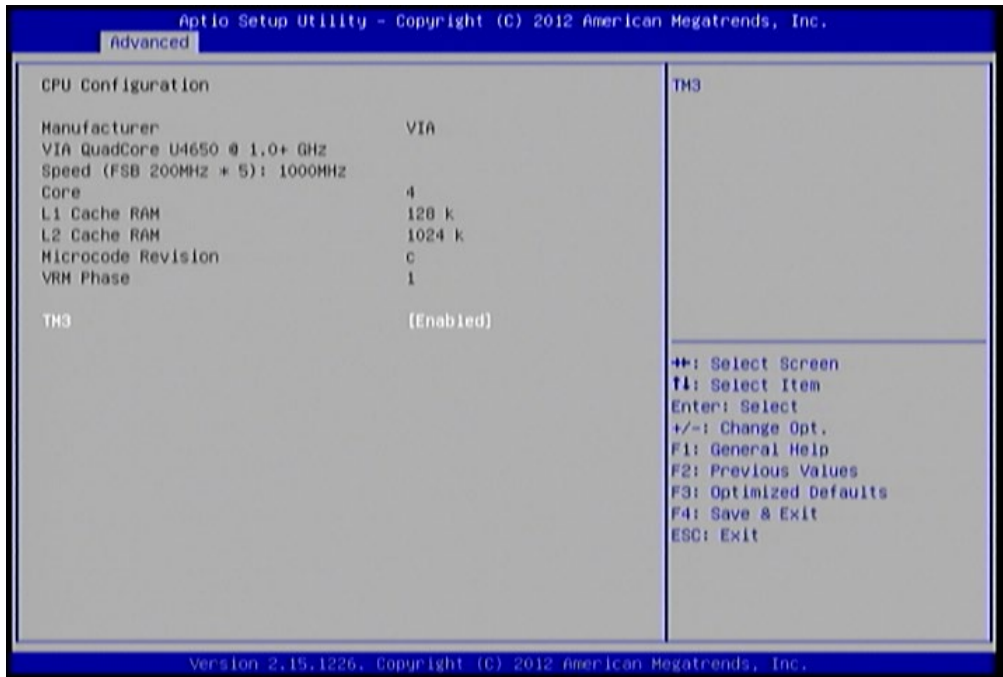 Aptio Setup Utility - Copyright (C) 2012 American Megatrends, Inc.
Advanced
CPU Configuration
Manufacturer VIA
VIA QuadCore U4650 @ 1.0+ GHz
Speed (FSB 200MHz * 5): 1000MHz
Core 4
L1 Cache RAM 128 k
L2 Cache RAM 1024 k
Microcode Revision c
VRM Phase 1
TM3 [Enabled]
TM3
→←: Select Screen
↑↓: Select Item
Enter: Select
+/-: Change Opt.
F1: General Help
F2: Previous Values
F3: Optimized Defaults
F4: Save & Exit
ESC: Exit
Version 2.15.1226. Copyright (C) 2012 American Megatrends, Inc.